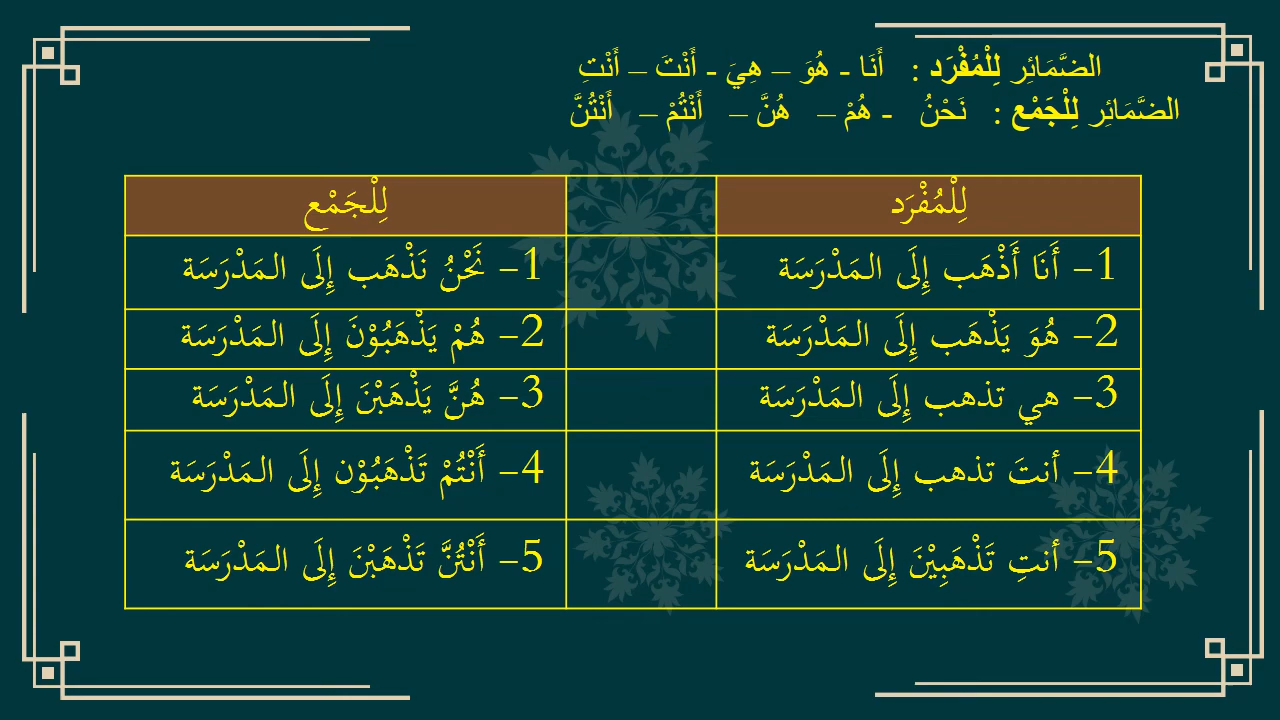 الضَّمَائِر لِلْمُفْرَد : أَنَا - هُوَ – هِيَ - أَنْتَ – أَنْتِ
الضَّمَائِر لِلْجَمْع : نَحْنُ - هُمْ – هُنَّ – أَنْتُمْ – أَنْتُنَّ
لِلْمُفْرَد لِلْجَمْع
1- أَنَا أَذْهَب إِلَى المَدْرَسَة 1- نَحْنُ نَذْهَب إِلَى المَدْرَسَة
2- هُوَ يَذْهَب إِلَى المَدْرَسَة 2- هُمْ يَذْهَبُوْنَ إِلَى المَدْرَسَة
3- هي تذهب إِلَى المَدْرَسَة 3- هُنَّ يَذْهَبْنَ إِلَى المَدْرَسَة
4- أنتَ تذهب إِلَى المَدْرَسَة 4- أَنْتُمْ تَذْهَبُوْن إِلَى المَدْرَسَة
5- أنتِ تَذْهَبِيْنَ إِلَى المَدْرَسَة 5- أَنْتُنَّ تَذْهَبْنَ إِلَى المَدْرَسَة